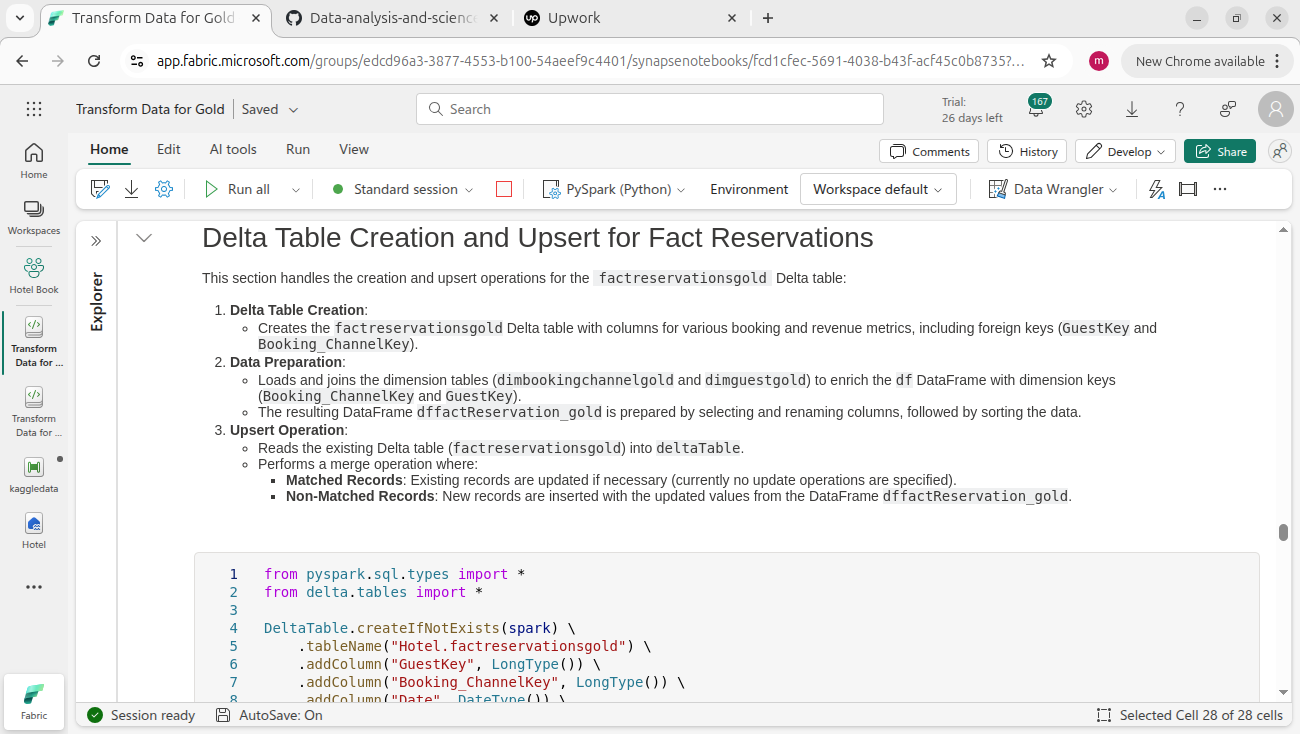 Transform Data for Gold
Data-analysis-and-science
Upwork
app.fabric.microsoft.com/groups/edcd96a3-3877-4553-b100-54aeef9c4401/synapsenotebooks/fcd1cfec-5691-4038-b43f-acf45c0b8735?...
m
New Chrome available
Transform Data for Gold
Saved
Search
Trial:
26 days left
167
Home
Edit
AI tools
Run
View
Comments
History
Develop
Share
Run all
Standard session
PySpark (Python)
Environment
Workspace default
Data Wrangler
Home
Workspaces
Hotel Book
Transform
Data for ...
Transform
Data for ...
kaggledata
Hotel
Fabric
Explorer
Delta Table Creation and Upsert for Fact Reservations
This section handles the creation and upsert operations for the factreservationsgold Delta table:
1. Delta Table Creation:
Creates the factreservationsgold Delta table with columns for various booking and revenue metrics, including foreign keys (GuestKey and
Booking_ChannelKey).
2. Data Preparation:
Loads and joins the dimension tables (dimbookingchannelgold and dimguestgold) to enrich the df DataFrame with dimension keys
(Booking_ChannelKey and GuestKey).
The resulting DataFrame dffactReservation_gold is prepared by selecting and renaming columns, followed by sorting the data.
3. Upsert Operation:
Reads the existing Delta table (factreservationsgold) into deltaTable.
Performs a merge operation where:
Matched Records: Existing records are updated if necessary (currently no update operations are specified).
Non-Matched Records: New records are inserted with the updated values from the DataFrame dffactReservation_gold.
1 from pyspark.sql.types import *
2 from delta.tables import *
3
4 DeltaTable.createIfNotExists(spark) \
5 .tableName("Hotel.factreservationsgold") \
6 .addColumn("GuestKey", LongType()) \
7 .addColumn("Booking_ChannelKey", LongType()) \
8 .addColumn("Date", DateType()) \
Session ready
AutoSave: On
Selected Cell 28 of 28 cells